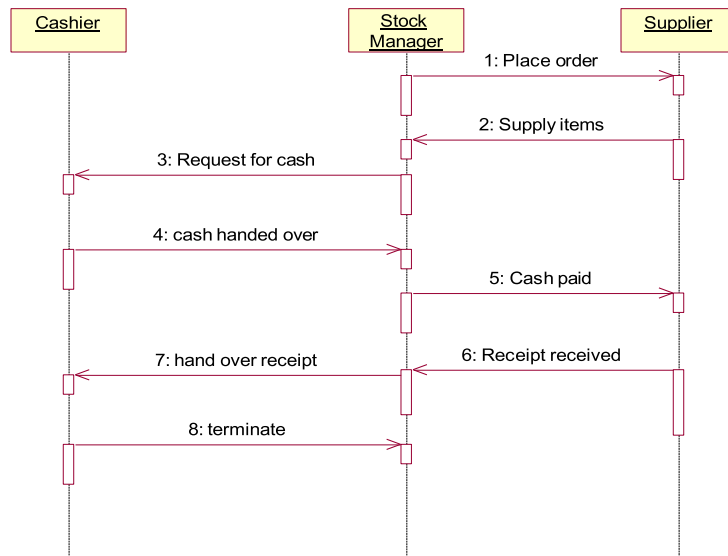 Cashier
Stock
Manager
Supplier
1: Place order
2: Supply items
3: Request for cash
4: cash handed over
5: Cash paid
6: Receipt received
7: hand over receipt
8: terminate